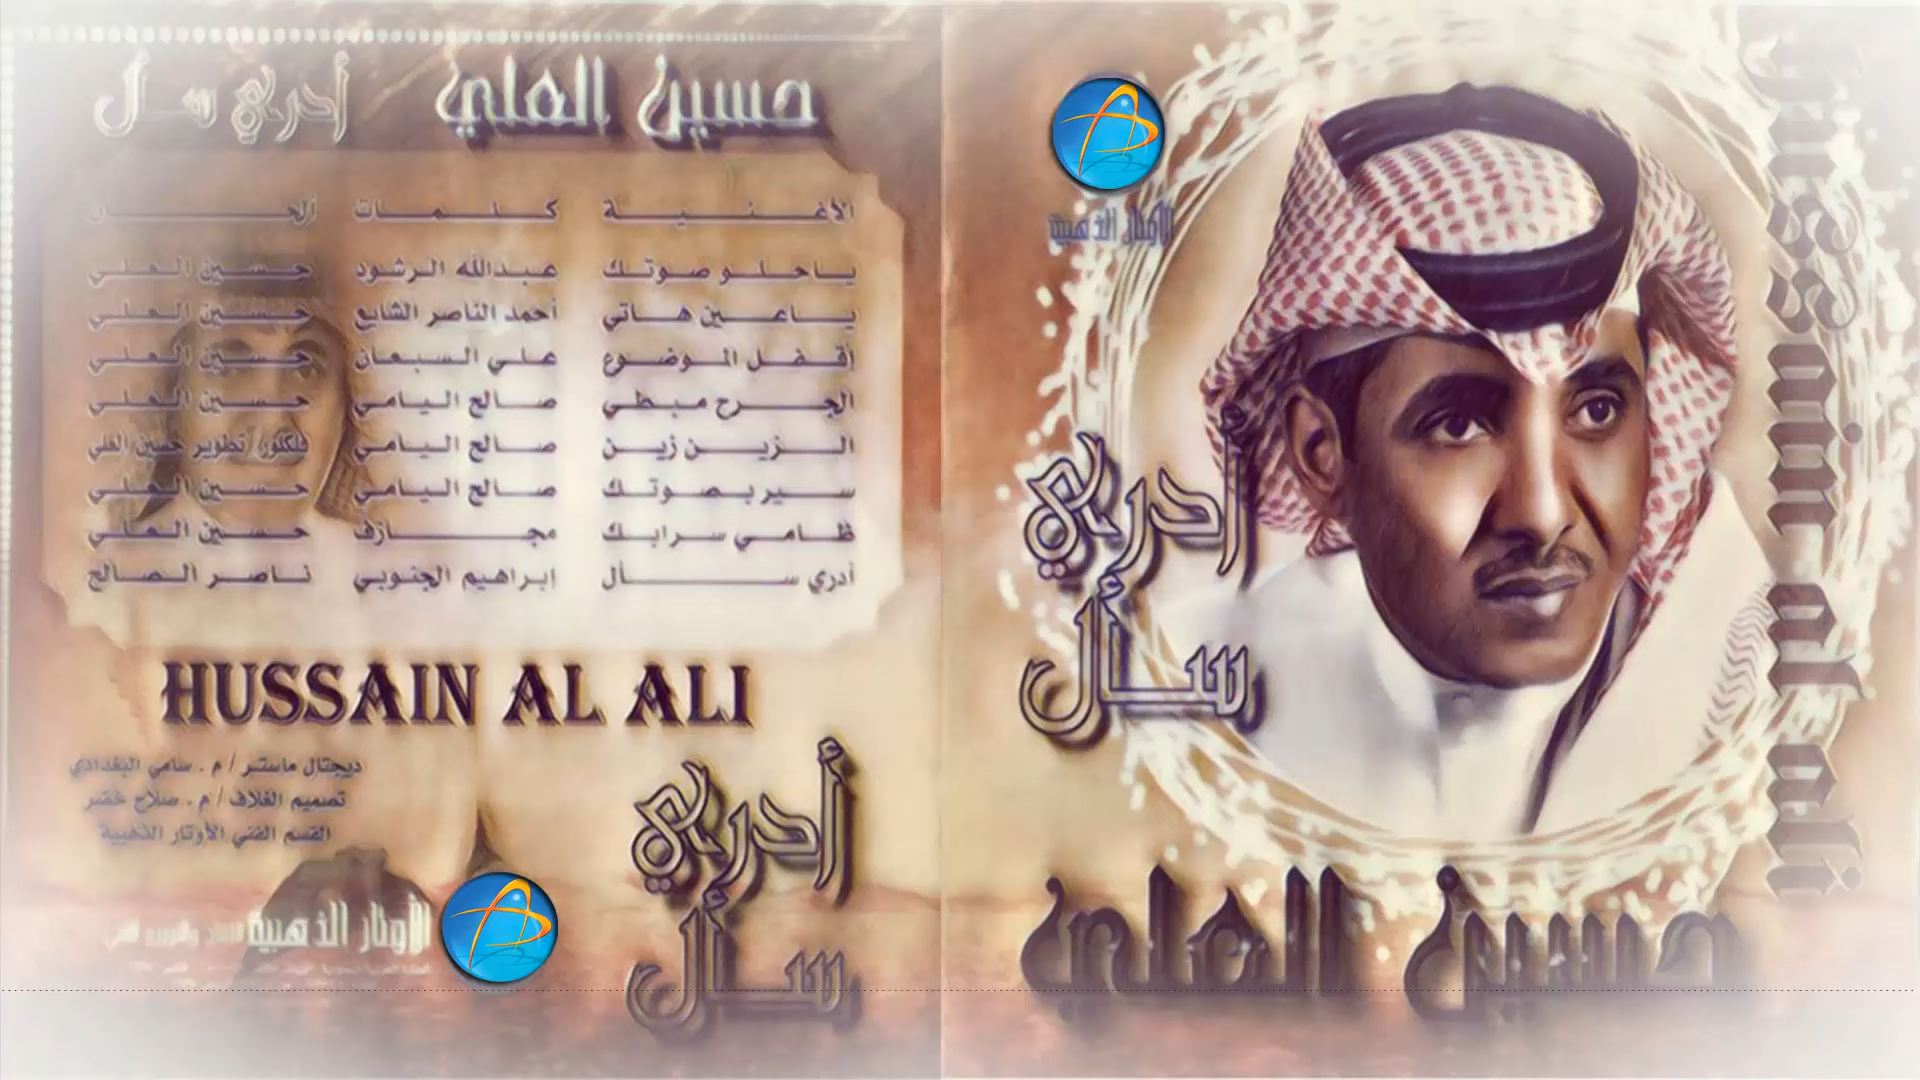 حسين العلي
أدري سأل
الأغنية كلمات ألحان
ياحلو صوتك عبدالله الرشود حسين العلي
ياعين هاتي أحمد الناصر الشايع حسين العلي
أقفل الموضوع علي السبعان حسين العلي
الجرح مبطي صالح اليامي حسين العلي
الزين زين صالح اليامي فلكلور / تطوير حسين العلي
سير بصوتك صالح اليامي حسين العلي
ظامي سرابك مجازف حسين العلي
أدري سأل إبراهيم الجنوبي ناصر الصالح
HUSSAIN AL ALI
ديجتال ماستر / م . سامي البغدادي
تصميم الغلاف / م . صلاح خضر
القسم الفني الأوتار الذهبية
أدري
سأل
الأوتار الذهبية
الأوتار الذهبية
أدري
سأل
حسين العلي
Hussain al ali